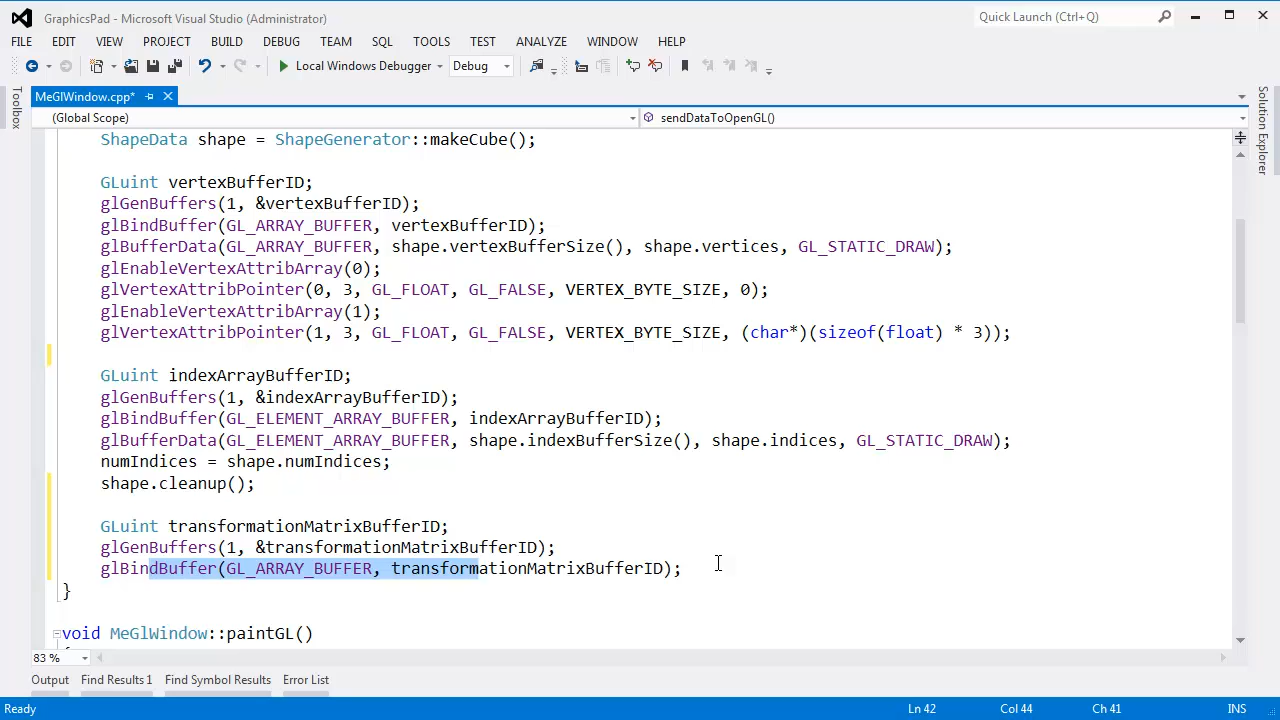 GraphicsPad - Microsoft Visual Studio (Administrator)
Quick Launch (Ctrl+Q)
FILE EDIT VIEW PROJECT BUILD DEBUG TEAM SQL TOOLS TEST ANALYZE WINDOW HELP
Local Windows Debugger Debug
MeGlWindow.cpp*
(Global Scope) sendDataToOpenGL()
Toolbox
Solution Explorer
ShapeData shape = ShapeGenerator::makeCube();
GLuint vertexBufferID;
glGenBuffers(1, &vertexBufferID);
glBindBuffer(GL_ARRAY_BUFFER, vertexBufferID);
glBufferData(GL_ARRAY_BUFFER, shape.vertexBufferSize(), shape.vertices, GL_STATIC_DRAW);
glEnableVertexAttribArray(0);
glVertexAttribPointer(0, 3, GL_FLOAT, GL_FALSE, VERTEX_BYTE_SIZE, 0);
glEnableVertexAttribArray(1);
glVertexAttribPointer(1, 3, GL_FLOAT, GL_FALSE, VERTEX_BYTE_SIZE, (char*)(sizeof(float) * 3));
GLuint indexArrayBufferID;
glGenBuffers(1, &indexArrayBufferID);
glBindBuffer(GL_ELEMENT_ARRAY_BUFFER, indexArrayBufferID);
glBufferData(GL_ELEMENT_ARRAY_BUFFER, shape.indexBufferSize(), shape.indices, GL_STATIC_DRAW);
numIndices = shape.numIndices;
shape.cleanup();
GLuint transformationMatrixBufferID;
glGenBuffers(1, &transformationMatrixBufferID);
glBindBuffer(GL_ARRAY_BUFFER, transformationMatrixBufferID);
}
void MeGlWindow::paintGL()
83 %
Output Find Results 1 Find Symbol Results Error List
Ready Ln 42 Col 44 Ch 41 INS